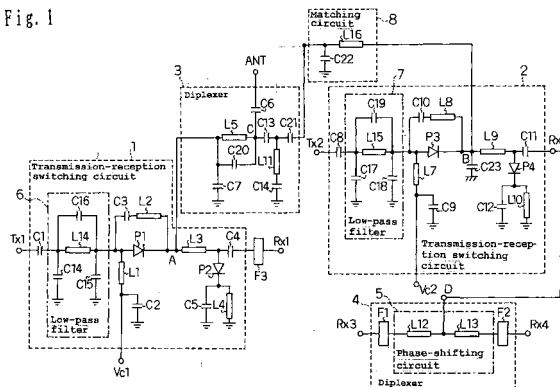 Fig. 1
Matching
circuit
8
L16
C22
ANT
3
Diplexer
C6
C
L5
C13
C21
C20
L11
C7
C14
7
2
C19
C10
L8
Tx2
C8
L15
P3
B
L9
C11
Rx
L7
C23
P4
C17
C18
C9
C12
L10
Low-pass
filter
Transmission-recep
tion switching
circuit
Vc2
D
1
Transmission-reception
switching circuit
6
C16
C3
L2
Tx1
C1
L14
P1
A
L3
C4
Rx1
F3
L1
P2
C14
C15
C2
C5
L4
Low-pass
filter
Vc1
4
5
F1
F2
Rx3
L12
L13
Rx4
Phase-shifting
circuit
Diplexer